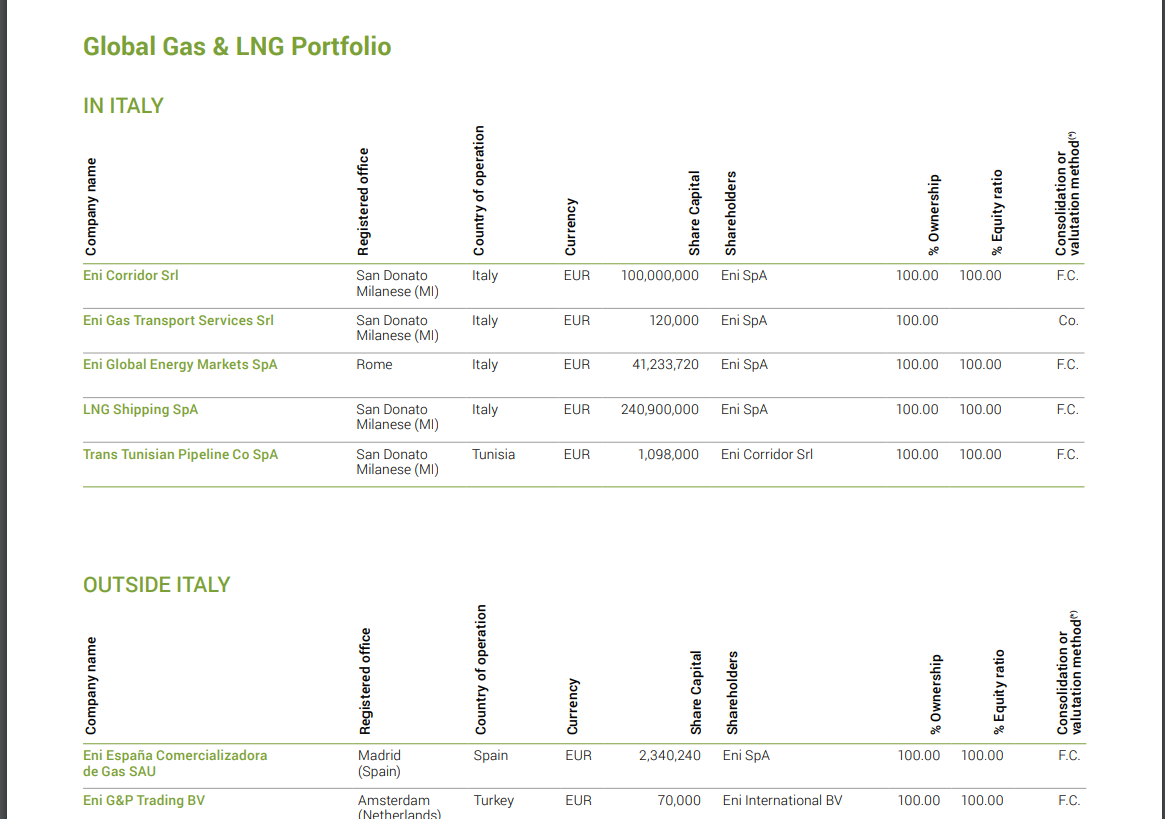 Global Gas & LNG Portfolio
IN ITALY
Company name Registered office Country of operation Currency Share Capital Shareholders % Ownership % Equity ratio Consolidation or valutation method(*)
Eni Corridor Srl San Donato Italy EUR 100,000,000 Eni SpA 100.00 100.00 F.C.
Milanese (MI)
Eni Gas Transport Services Srl San Donato Italy EUR 120,000 Eni SpA 100.00 Co.
Milanese (MI)
Eni Global Energy Markets SpA Rome Italy EUR 41,233,720 Eni SpA 100.00 100.00 F.C.
LNG Shipping SpA San Donato Italy EUR 240,900,000 Eni SpA 100.00 100.00 F.C.
Milanese (MI)
Trans Tunisian Pipeline Co SpA San Donato Tunisia EUR 1,098,000 Eni Corridor Srl 100.00 100.00 F.C.
Milanese (MI)
OUTSIDE ITALY
Company name Registered office Country of operation Currency Share Capital Shareholders % Ownership % Equity ratio Consolidation or valutation method(*)
Eni España Comercializadora Madrid Spain EUR 2,340,240 Eni SpA 100.00 100.00 F.C.
de Gas SAU (Spain)
Eni G&P Trading BV Amsterdam Turkey EUR 70,000 Eni International BV 100.00 100.00 F.C.
(Netherlands)